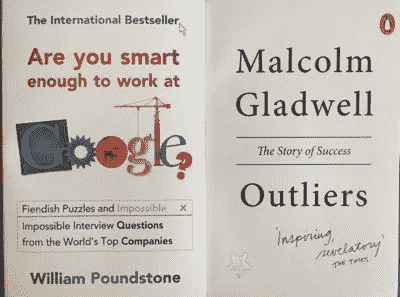 The International Bestseller
Are you smart
enough to work at
Google?
Fiendish Puzzles and Impossible X
Impossible Interview Questions
from the World's Top Companies
William Poundstone
Malcolm
Gladwell
The Story of Success
Outliers
'Inspiring,
revelatory'
THE TIMES